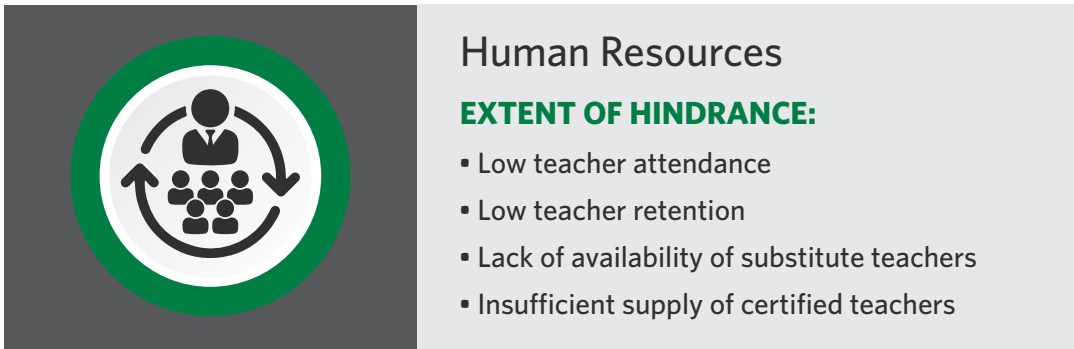 Human Resources
EXTENT OF HINDRANCE:
• Low teacher attendance
• Low teacher retention
• Lack of availability of substitute teachers
• Insufficient supply of certified teachers